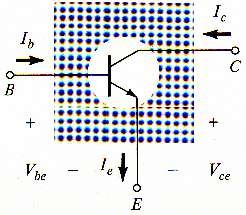 I_b
I_c
B
C
+ +
V_be − I_e − V_ce
E